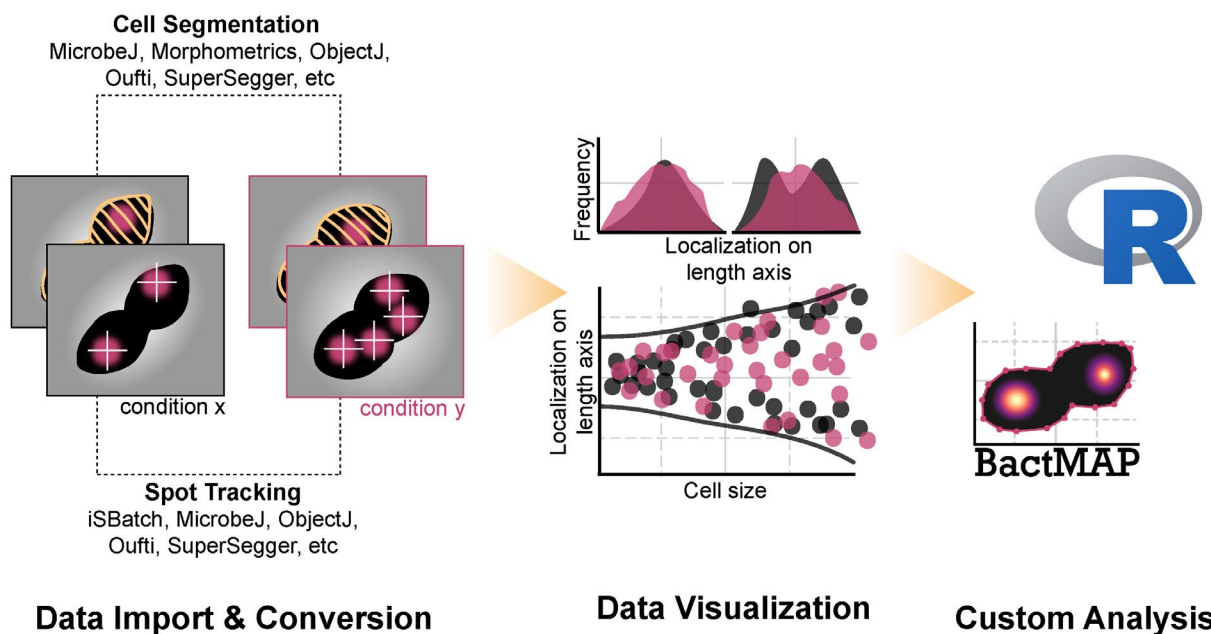 Cell Segmentation
MicrobeJ, Morphometrics, ObjectJ,
Oufti, SuperSegger, etc
condition x
condition y
Spot Tracking
iSBatch, MicrobeJ, ObjectJ,
Oufti, SuperSegger, etc
Data Import & Conversion
Frequency
Localization on
length axis
Localization on
length axis
Cell size
Data Visualization
R
BactMAP
Custom Analysis